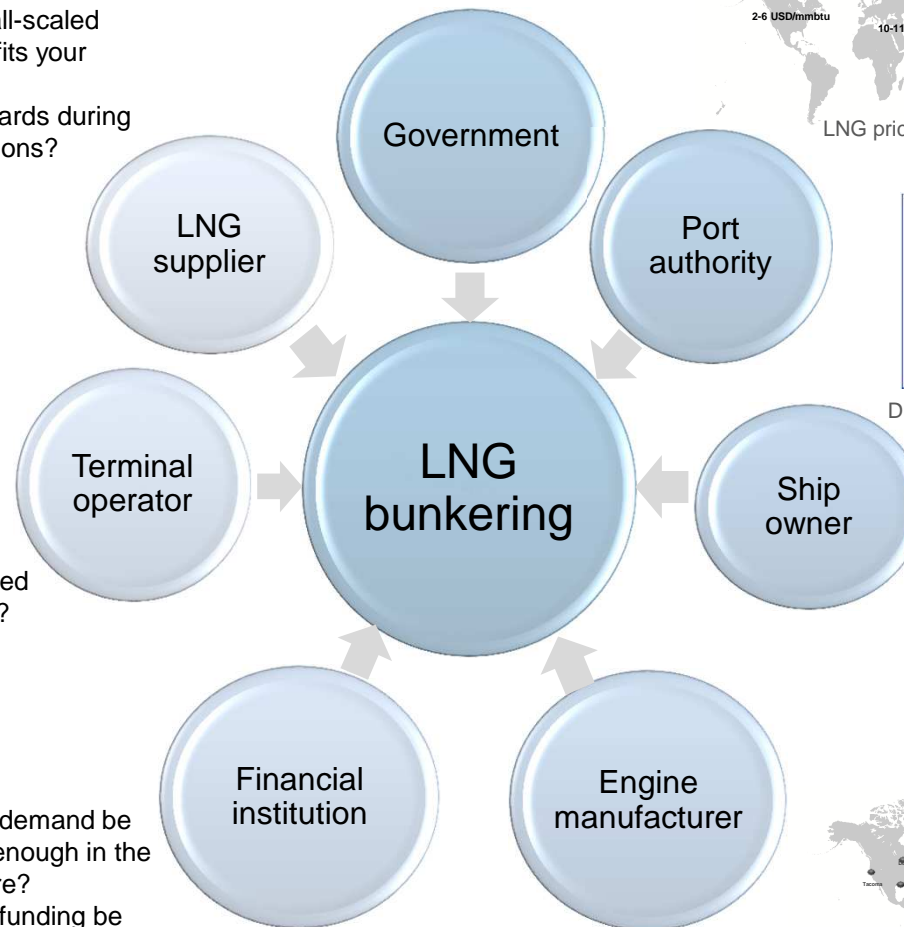 all-scaled
fits your
ards during
ions?
2-6 USD/mmbtu
10-11
LNG pric
Government
LNG
supplier
Port
authority
D
Terminal
operator
LNG
bunkering
Ship
owner
ed
?
Financial
institution
Engine
manufacturer
demand be
enough in the
re?
funding be
Tacoma